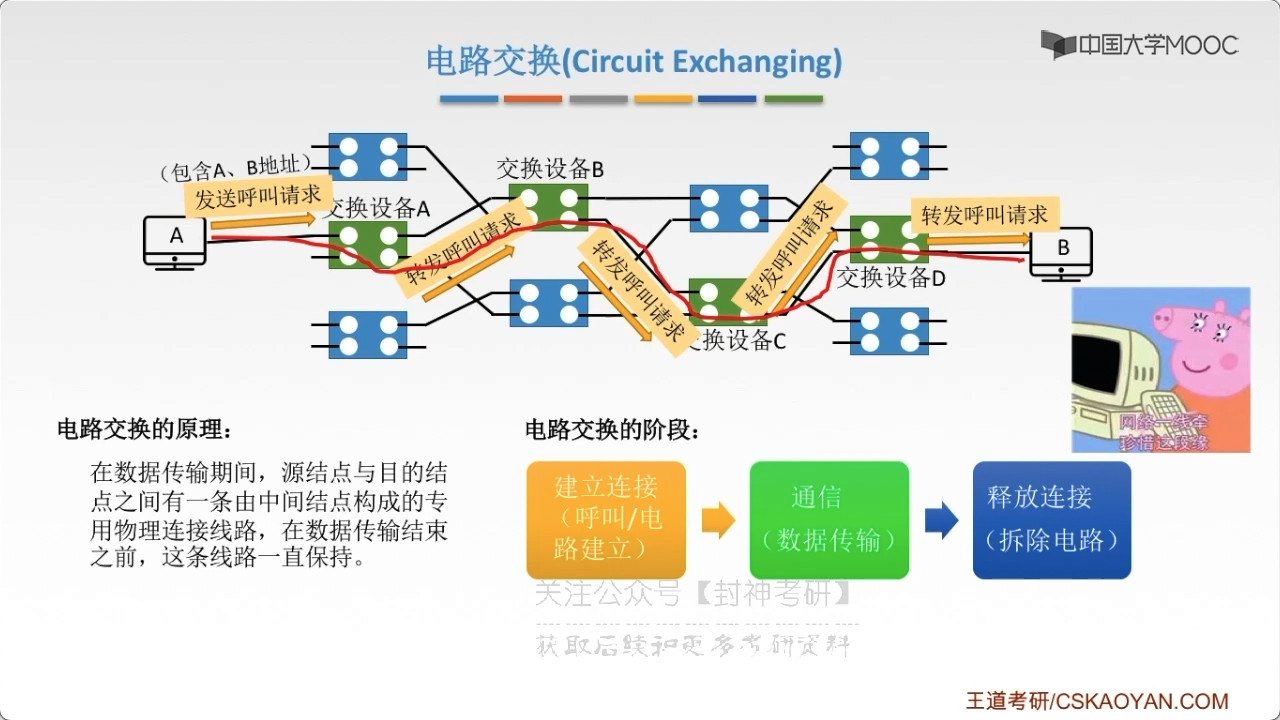 电路交换(Circuit Exchanging)
中国大学MOOC
（包含A、B地址）
发送呼叫请求
交换设备A
交换设备B
A
转发呼叫请求
转发呼叫请求
转发呼叫请求
转发呼叫请求
B
交换设备D
换设备C
网络一线牵
珍惜这段缘
电路交换的原理：
在数据传输期间，源结点与目的结
点之间有一条由中间结点构成的专
用物理连接线路，在数据传输结束
之前，这条线路一直保持。
电路交换的阶段：
建立连接
（呼叫/电
路建立）
通信
（数据传输）
释放连接
（拆除电路）
关注公众号【封神考研】
获取后续和更多考研资料
王道考研/CSKAOYAN.COM